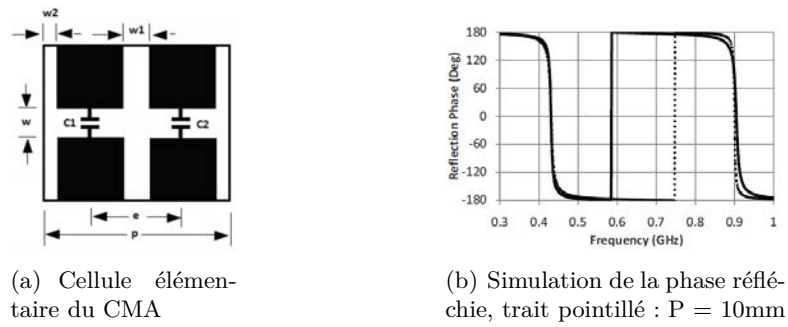 w2
w1
w
C1
C2
e
p
Reflection Phase (Deg)
180
120
60
0
-60
-120
-180
0.3 0.4 0.5 0.6 0.7 0.8 0.9 1
Frequency (GHz)
(a) Cellule élémen-
taire du CMA
(b) Simulation de la phase réflé-
chie, trait pointillé : P = 10mm